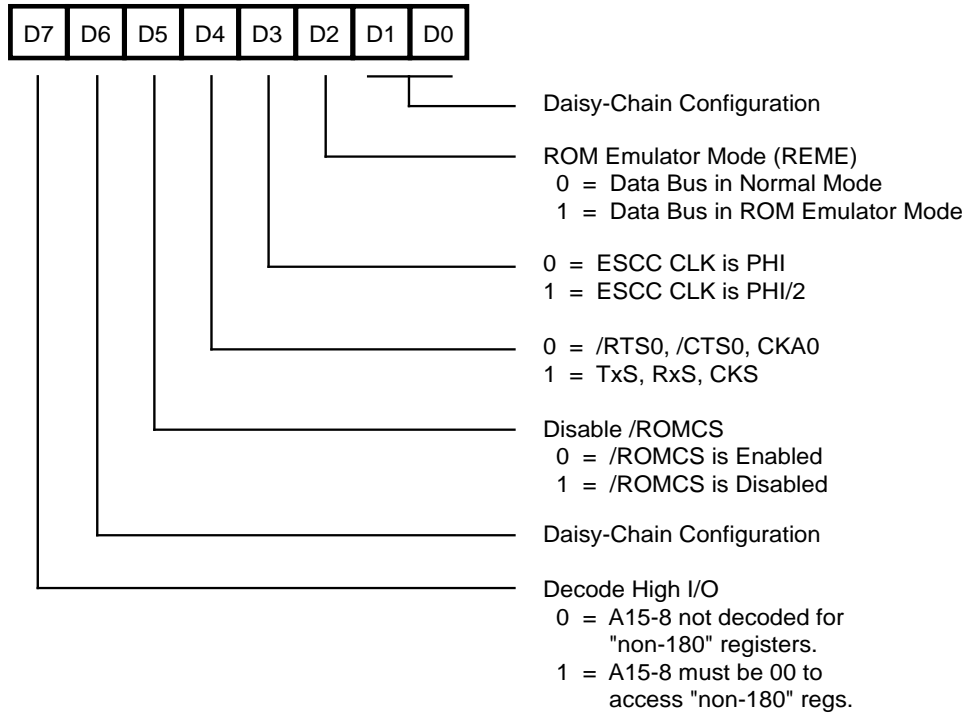 D7 D6 D5 D4 D3 D2 D1 D0
Daisy-Chain Configuration
ROM Emulator Mode (REME)
0 = Data Bus in Normal Mode
1 = Data Bus in ROM Emulator Mode
0 = ESCC CLK is PHI
1 = ESCC CLK is PHI/2
0 = /RTS0, /CTS0, CKA0
1 = TxS, RxS, CKS
Disable /ROMCS
0 = /ROMCS is Enabled
1 = /ROMCS is Disabled
Daisy-Chain Configuration
Decode High I/O
0 = A15-8 not decoded for
"non-180" registers.
1 = A15-8 must be 00 to
access "non-180" regs.